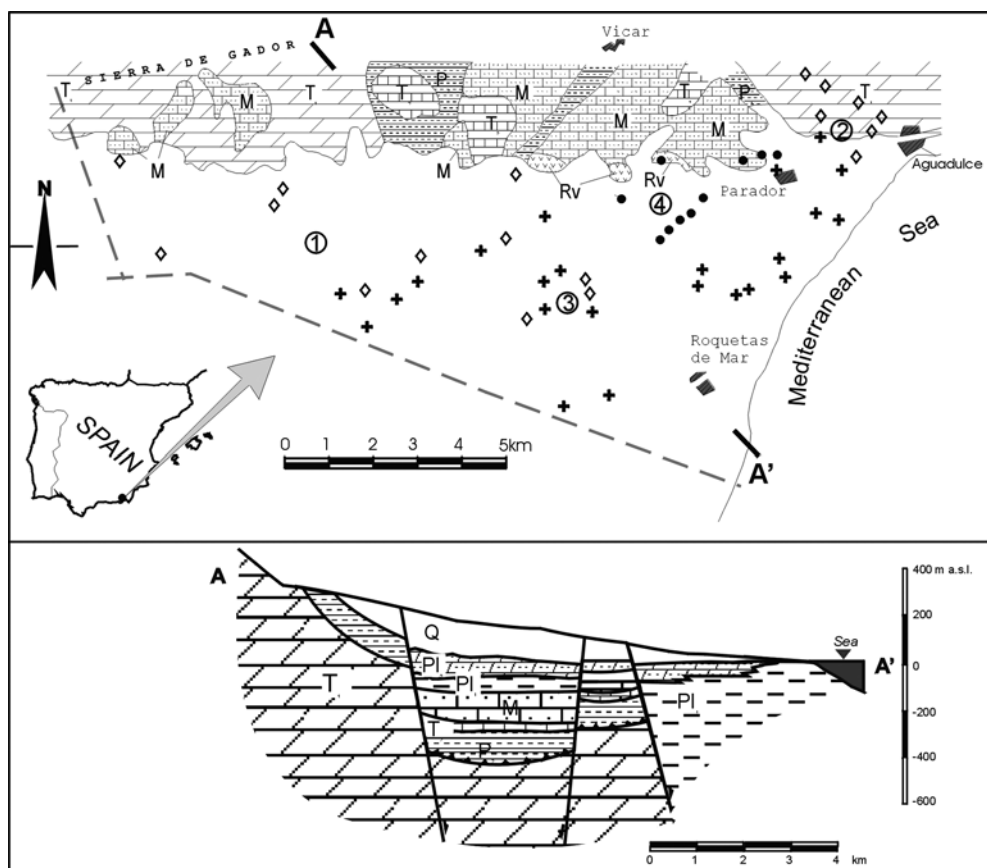 A
SIERRA DE GADOR
Vicar
T
T
M
T
P
T
M
T
M
M
T
P
M
T
M
M
Rv
Rv
Parador
Aguadulce
N
1
2
3
4
Sea
Mediterranean
Roquetas
de Mar
SPAIN
0 1 2 3 4 5km
A'
A
400 m a.s.l.
200
0
-200
-400
-600
Sea
A'
Q
Pl
Pl
Pl
T
M
T
P
0 1 2 3 4
km